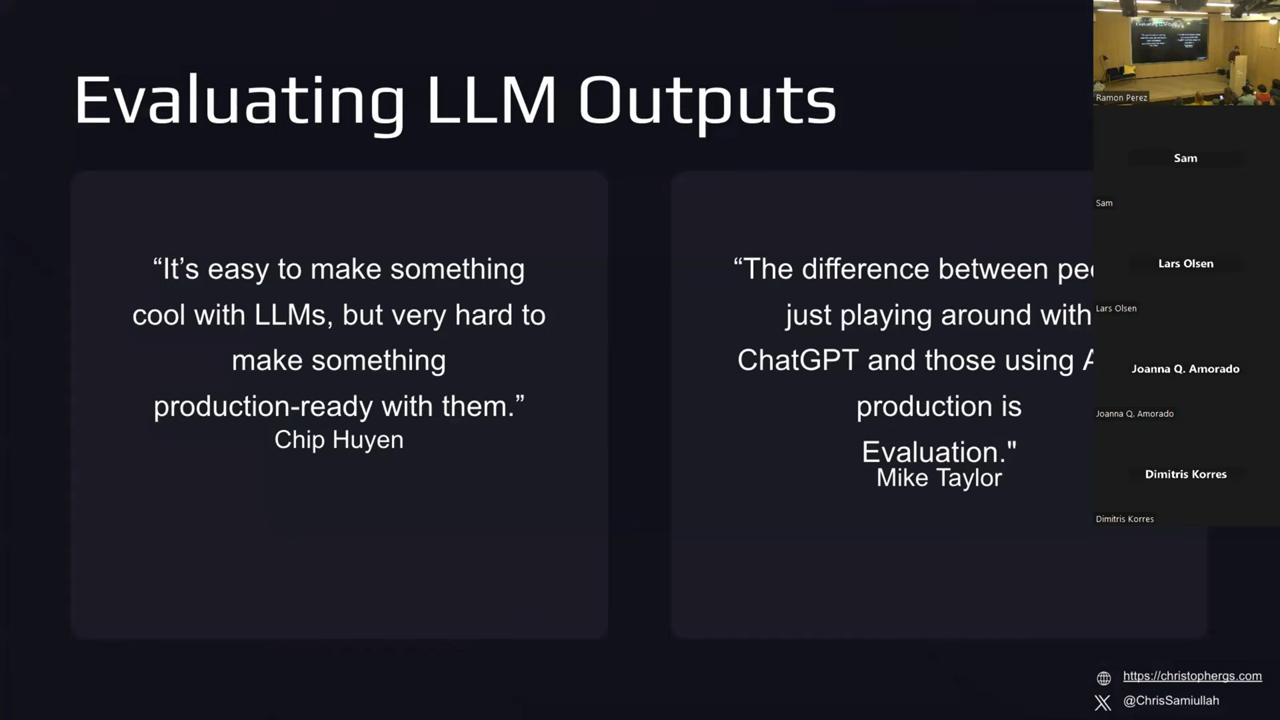 Evaluating LLM Outputs
“It’s easy to make something
cool with LLMs, but very hard to
make something
production-ready with them.”
Chip Huyen
“The difference between
just playing around with
ChatGPT and those using
production is
Evaluation."
Mike Taylor
Ramon Perez
Sam
Sam
Lars Olsen
Lars Olsen
Joanna Q. Amorado
Joanna Q. Amorado
Dimitris Korres
Dimitris Korres
https://christophergs.com
@ChrisSamiullah